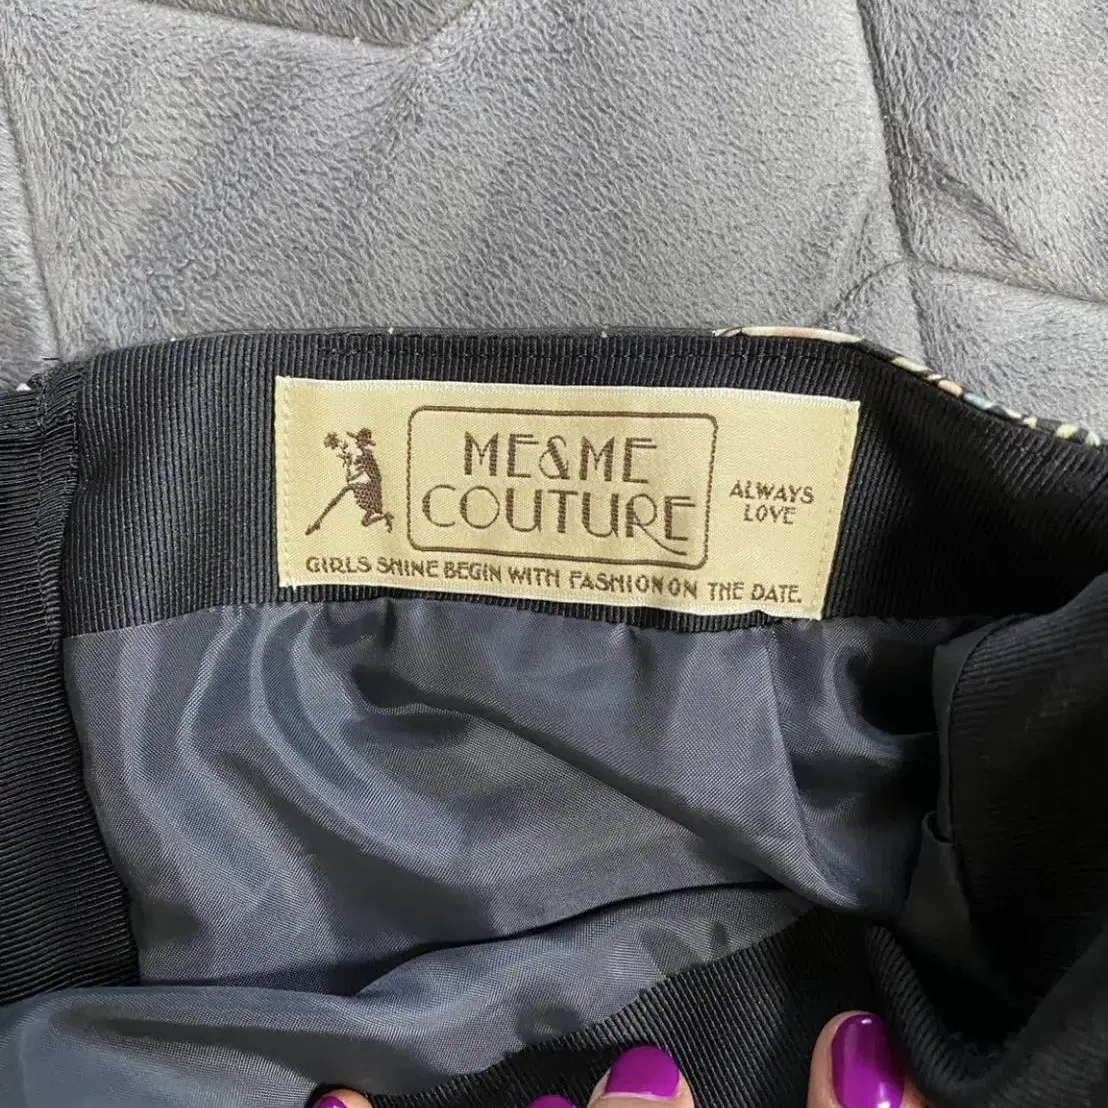 ME&ME
COUTURE
ALWAYS
LOVE
GIRLS SHINE BEGIN WITH FASHION ON THE DATE.